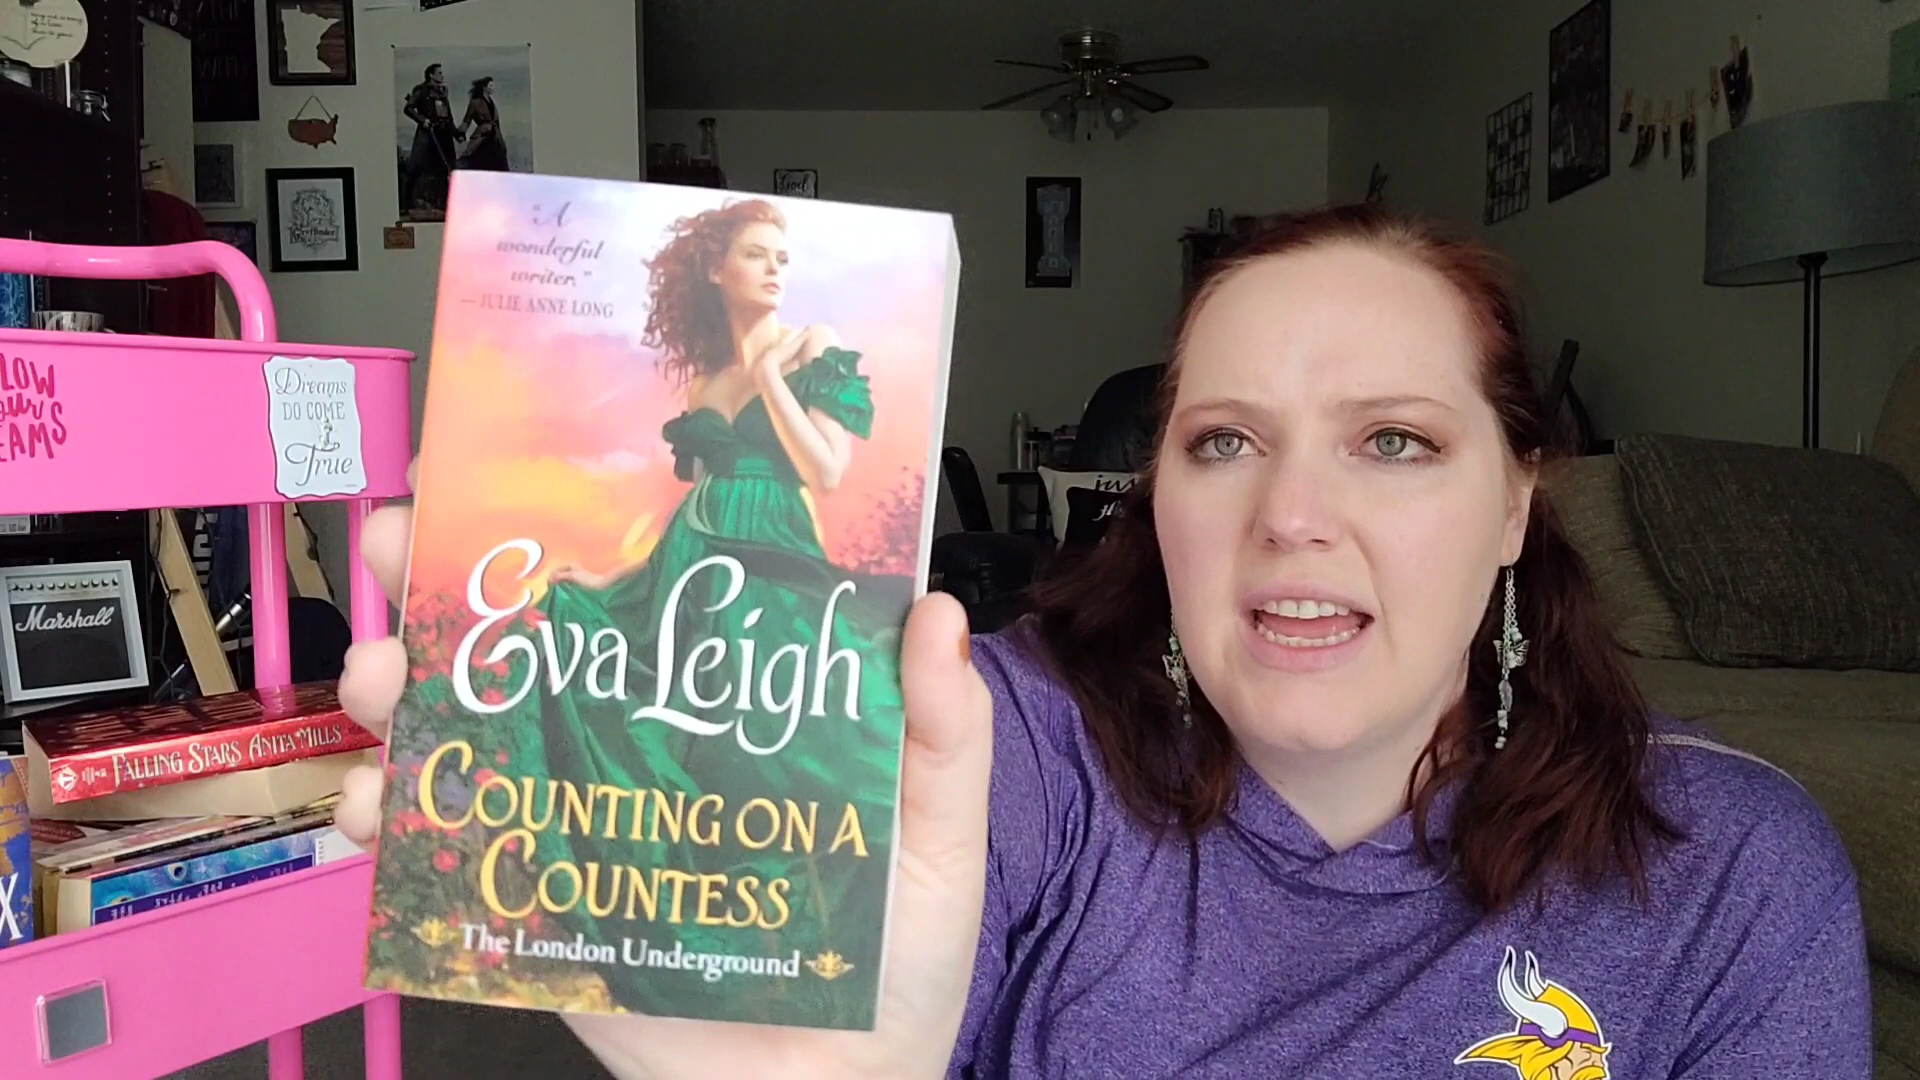 "A
wonderful
writer."
— JULIE ANNE LONG
Eva Leigh
COUNTING ON A
COUNTESS
The London Underground
Dreams
DO COME
True
Marshall
FALLING STARS ANITA MILLS
Gryffindor